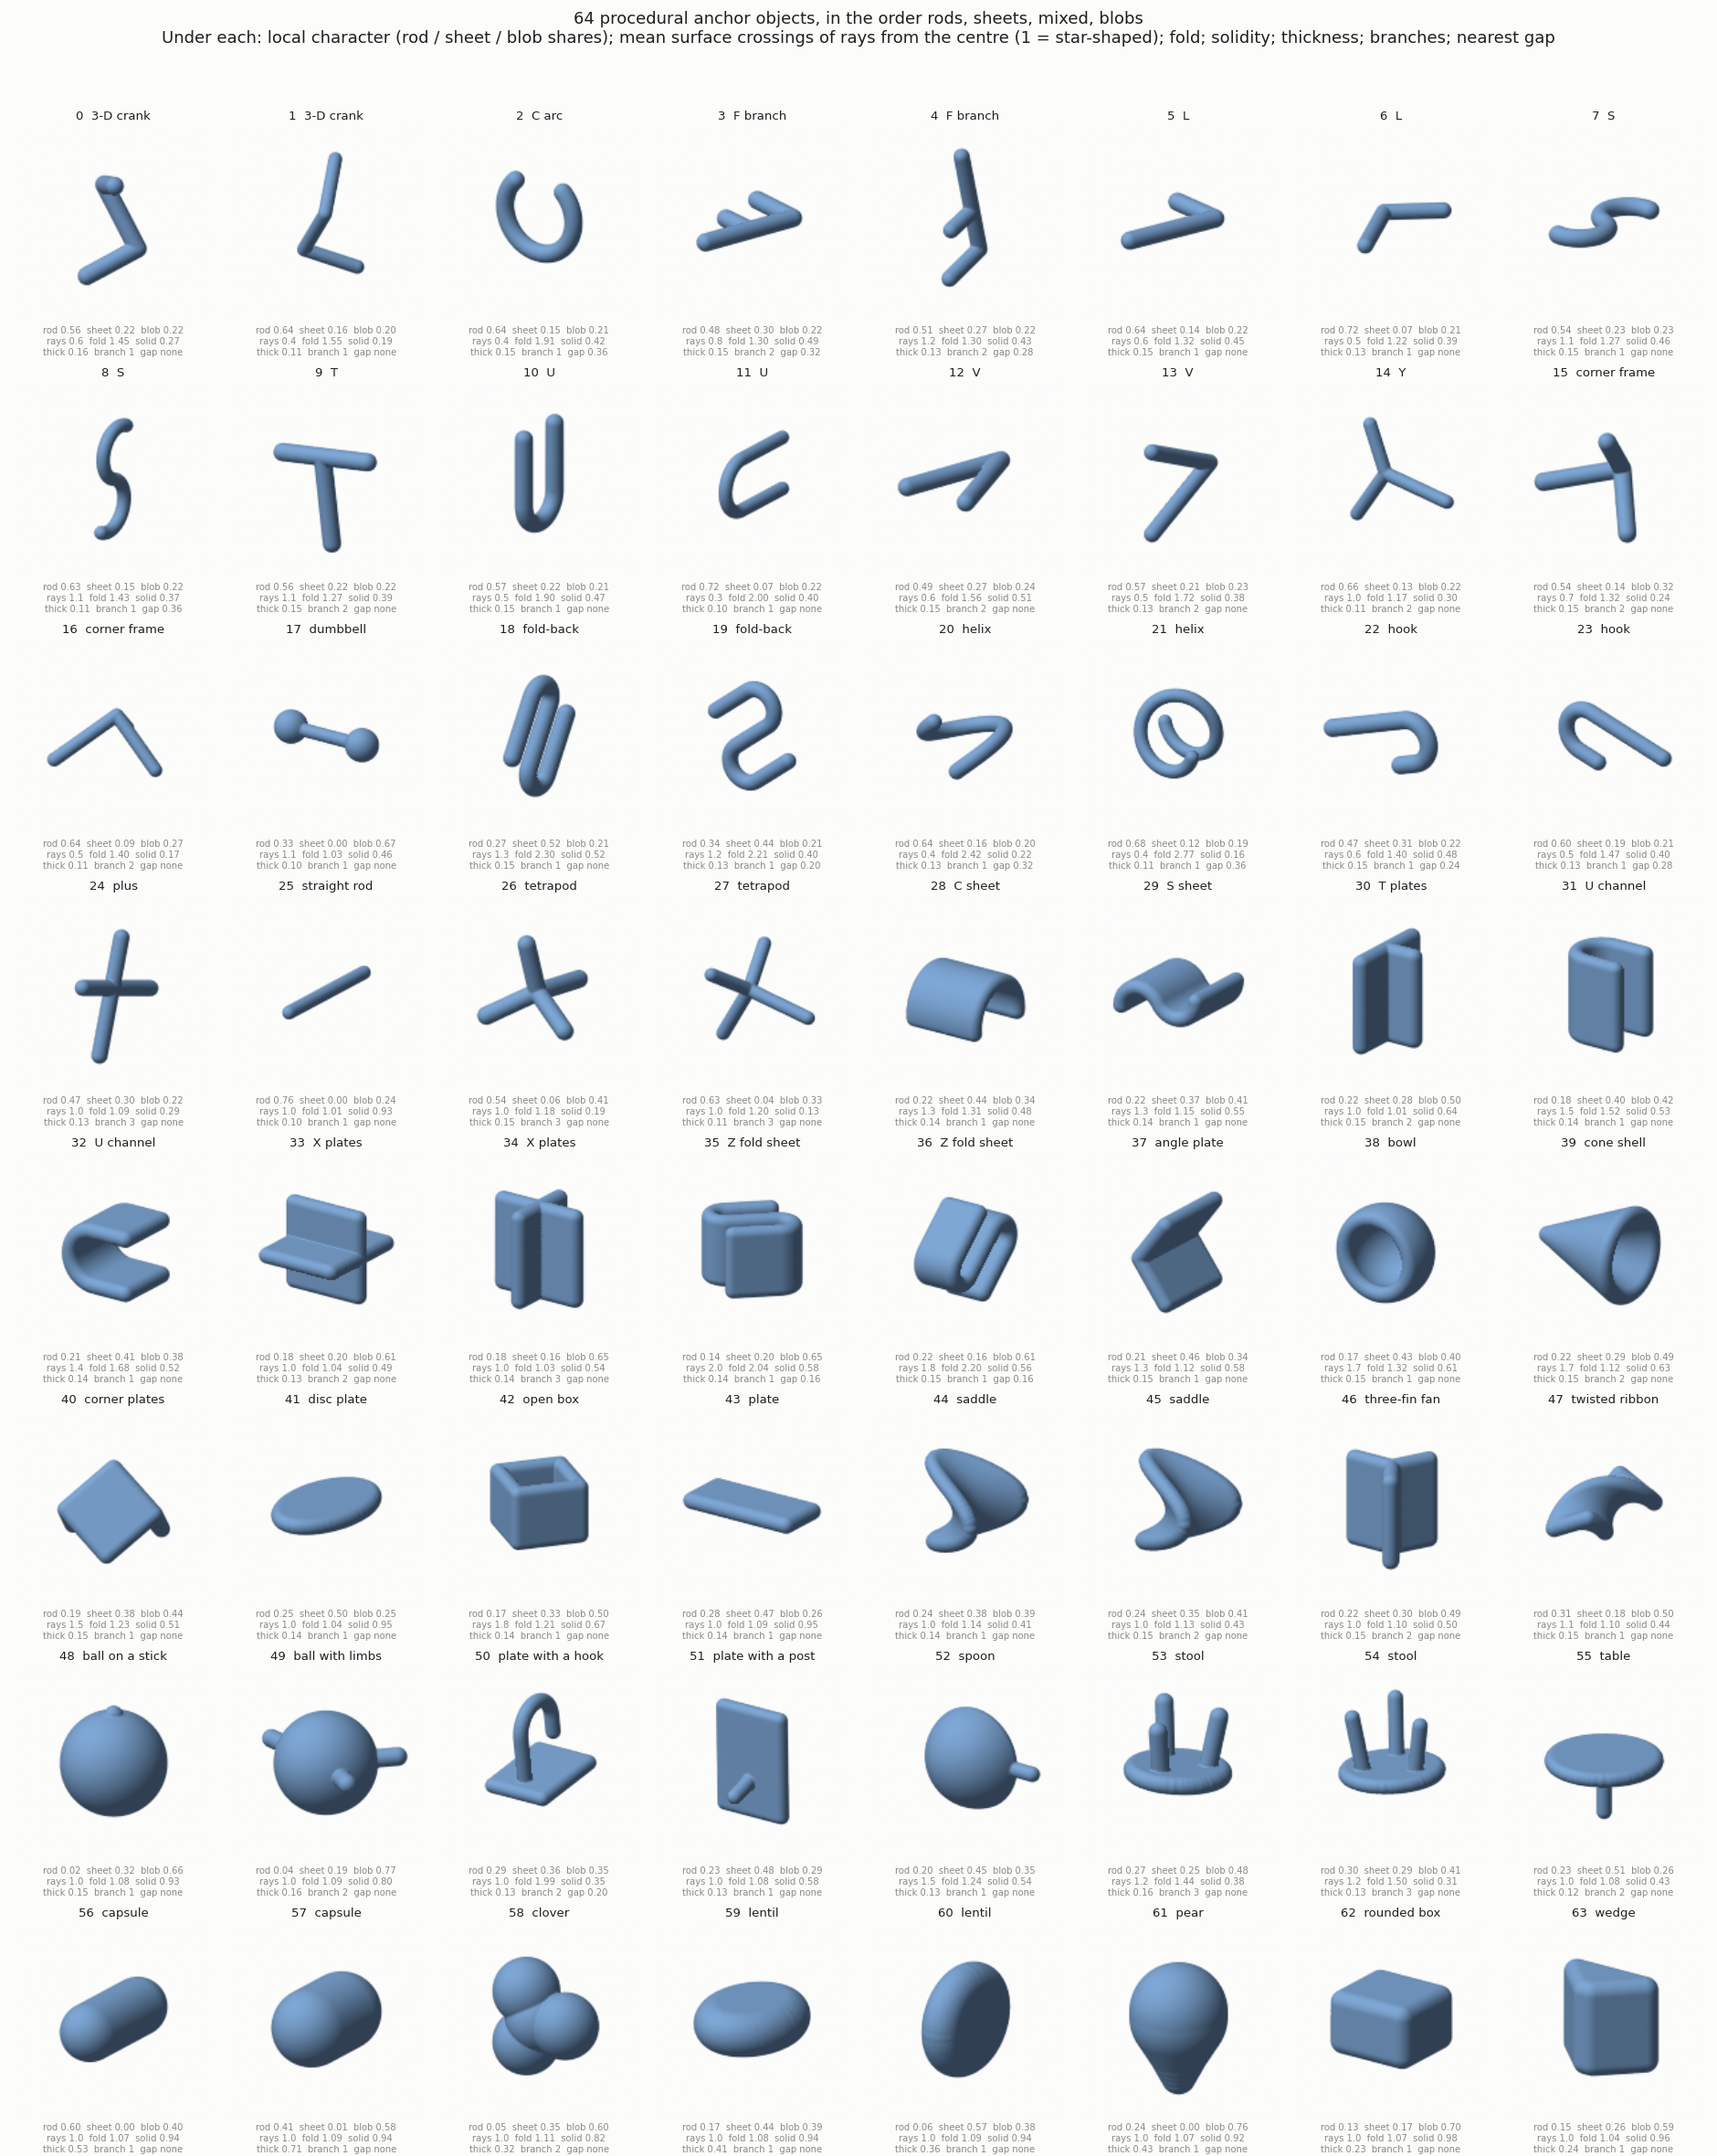 64 procedural anchor objects, in the order rods, sheets, mixed, blobs
Under each: local character (rod / sheet / blob shares); mean surface crossings of rays from the centre (1 = star-shaped); fold; solidity; thickness; branches; nearest gap
0 3-D crank
1 3-D crank
2 C arc
3 F branch
4 F branch
5 L
6 L
7 S
rod 0.56 sheet 0.22 blob 0.22
rays 0.6 fold 1.45 solid 0.27
thick 0.16 branch 1 gap none
rod 0.64 sheet 0.16 blob 0.20
rays 0.4 fold 1.55 solid 0.19
thick 0.11 branch 1 gap none
rod 0.64 sheet 0.15 blob 0.21
rays 0.4 fold 1.91 solid 0.42
thick 0.15 branch 1 gap 0.36
rod 0.48 sheet 0.30 blob 0.22
rays 0.8 fold 1.30 solid 0.49
thick 0.15 branch 2 gap 0.32
rod 0.51 sheet 0.27 blob 0.22
rays 1.2 fold 1.30 solid 0.43
thick 0.13 branch 2 gap 0.28
rod 0.64 sheet 0.14 blob 0.22
rays 0.6 fold 1.32 solid 0.45
thick 0.15 branch 1 gap none
rod 0.72 sheet 0.07 blob 0.21
rays 0.5 fold 1.22 solid 0.39
thick 0.13 branch 1 gap none
rod 0.54 sheet 0.23 blob 0.23
rays 1.1 fold 1.27 solid 0.46
thick 0.15 branch 1 gap none
8 S
9 T
10 U
11 U
12 V
13 V
14 Y
15 corner frame
rod 0.63 sheet 0.15 blob 0.22
rays 1.1 fold 1.43 solid 0.37
thick 0.11 branch 1 gap 0.36
rod 0.56 sheet 0.22 blob 0.22
rays 1.1 fold 1.27 solid 0.39
thick 0.15 branch 2 gap none
rod 0.57 sheet 0.22 blob 0.21
rays 0.5 fold 1.90 solid 0.47
thick 0.15 branch 1 gap none
rod 0.72 sheet 0.07 blob 0.22
rays 0.3 fold 2.00 solid 0.40
thick 0.10 branch 1 gap none
rod 0.49 sheet 0.27 blob 0.24
rays 0.6 fold 1.56 solid 0.51
thick 0.15 branch 2 gap none
rod 0.57 sheet 0.21 blob 0.23
rays 0.5 fold 1.72 solid 0.38
thick 0.13 branch 2 gap none
rod 0.66 sheet 0.13 blob 0.22
rays 1.0 fold 1.17 solid 0.30
thick 0.11 branch 2 gap none
rod 0.54 sheet 0.14 blob 0.32
rays 0.7 fold 1.32 solid 0.24
thick 0.15 branch 2 gap none
16 corner frame
17 dumbbell
18 fold-back
19 fold-back
20 helix
21 helix
22 hook
23 hook
rod 0.64 sheet 0.09 blob 0.27
rays 0.5 fold 1.40 solid 0.17
thick 0.11 branch 2 gap none
rod 0.33 sheet 0.00 blob 0.67
rays 1.1 fold 1.03 solid 0.46
thick 0.10 branch 1 gap none
rod 0.27 sheet 0.52 blob 0.21
rays 1.3 fold 2.30 solid 0.52
thick 0.15 branch 1 gap none
rod 0.34 sheet 0.44 blob 0.21
rays 1.2 fold 2.21 solid 0.40
thick 0.13 branch 1 gap 0.20
rod 0.64 sheet 0.16 blob 0.20
rays 0.4 fold 2.42 solid 0.22
thick 0.13 branch 1 gap 0.32
rod 0.68 sheet 0.12 blob 0.19
rays 0.4 fold 2.77 solid 0.16
thick 0.11 branch 1 gap 0.36
rod 0.47 sheet 0.31 blob 0.22
rays 0.6 fold 1.40 solid 0.48
thick 0.15 branch 1 gap 0.24
rod 0.60 sheet 0.19 blob 0.21
rays 0.5 fold 1.47 solid 0.40
thick 0.13 branch 1 gap 0.28
24 plus
25 straight rod
26 tetrapod
27 tetrapod
28 C sheet
29 S sheet
30 T plates
31 U channel
rod 0.47 sheet 0.30 blob 0.22
rays 1.0 fold 1.09 solid 0.29
thick 0.13 branch 3 gap none
rod 0.76 sheet 0.00 blob 0.24
rays 1.0 fold 1.01 solid 0.93
thick 0.10 branch 1 gap none
rod 0.54 sheet 0.06 blob 0.41
rays 1.0 fold 1.18 solid 0.19
thick 0.14 branch 3 gap none
rod 0.63 sheet 0.04 blob 0.33
rays 1.0 fold 1.20 solid 0.13
thick 0.11 branch 3 gap none
rod 0.22 sheet 0.44 blob 0.34
rays 1.3 fold 1.31 solid 0.48
thick 0.14 branch 1 gap none
rod 0.22 sheet 0.37 blob 0.41
rays 1.3 fold 1.15 solid 0.55
thick 0.14 branch 1 gap none
rod 0.22 sheet 0.28 blob 0.50
rays 1.0 fold 1.01 solid 0.64
thick 0.15 branch 2 gap none
rod 0.18 sheet 0.40 blob 0.42
rays 1.5 fold 1.52 solid 0.53
thick 0.14 branch 1 gap none
32 U channel
33 X plates
34 X plates
35 Z fold sheet
36 Z fold sheet
37 angle plate
38 bowl
39 cone shell
rod 0.21 sheet 0.41 blob 0.38
rays 1.4 fold 1.68 solid 0.52
thick 0.14 branch 1 gap none
rod 0.18 sheet 0.20 blob 0.61
rays 1.0 fold 1.04 solid 0.49
thick 0.13 branch 2 gap none
rod 0.18 sheet 0.16 blob 0.65
rays 1.0 fold 1.03 solid 0.54
thick 0.14 branch 3 gap none
rod 0.14 sheet 0.20 blob 0.65
rays 2.0 fold 2.04 solid 0.58
thick 0.14 branch 1 gap 0.16
rod 0.22 sheet 0.16 blob 0.61
rays 1.8 fold 2.20 solid 0.56
thick 0.15 branch 1 gap 0.16
rod 0.21 sheet 0.46 blob 0.34
rays 1.3 fold 1.12 solid 0.58
thick 0.15 branch 1 gap none
rod 0.17 sheet 0.43 blob 0.40
rays 1.7 fold 1.32 solid 0.61
thick 0.15 branch 1 gap none
rod 0.22 sheet 0.29 blob 0.49
rays 1.7 fold 1.12 solid 0.63
thick 0.15 branch 2 gap none
40 corner plates
41 disc plate
42 open box
43 plate
44 saddle
45 saddle
46 three-fin fan
47 twisted ribbon
rod 0.19 sheet 0.38 blob 0.44
rays 1.5 fold 1.23 solid 0.51
thick 0.15 branch 1 gap none
rod 0.25 sheet 0.50 blob 0.25
rays 1.0 fold 1.04 solid 0.95
thick 0.14 branch 1 gap none
rod 0.17 sheet 0.33 blob 0.50
rays 1.8 fold 1.21 solid 0.67
thick 0.14 branch 1 gap none
rod 0.28 sheet 0.47 blob 0.26
rays 1.0 fold 1.09 solid 0.95
thick 0.14 branch 1 gap none
rod 0.24 sheet 0.38 blob 0.39
rays 1.0 fold 1.14 solid 0.41
thick 0.14 branch 1 gap none
rod 0.24 sheet 0.35 blob 0.41
rays 1.0 fold 1.13 solid 0.43
thick 0.15 branch 2 gap none
rod 0.22 sheet 0.30 blob 0.49
rays 1.0 fold 1.10 solid 0.50
thick 0.15 branch 2 gap none
rod 0.31 sheet 0.18 blob 0.50
rays 1.1 fold 1.10 solid 0.44
thick 0.15 branch 1 gap none
48 ball on a stick
49 ball with limbs
50 plate with a hook
51 plate with a post
52 spoon
53 stool
54 stool
55 table
rod 0.02 sheet 0.32 blob 0.66
rays 1.0 fold 1.08 solid 0.93
thick 0.15 branch 1 gap none
rod 0.04 sheet 0.19 blob 0.77
rays 1.0 fold 1.09 solid 0.80
thick 0.16 branch 2 gap none
rod 0.29 sheet 0.36 blob 0.35
rays 1.0 fold 1.99 solid 0.35
thick 0.13 branch 2 gap 0.20
rod 0.23 sheet 0.48 blob 0.29
rays 1.0 fold 1.08 solid 0.58
thick 0.13 branch 1 gap none
rod 0.20 sheet 0.45 blob 0.35
rays 1.5 fold 1.24 solid 0.54
thick 0.13 branch 1 gap none
rod 0.27 sheet 0.25 blob 0.48
rays 1.2 fold 1.44 solid 0.38
thick 0.16 branch 3 gap none
rod 0.30 sheet 0.29 blob 0.41
rays 1.2 fold 1.50 solid 0.31
thick 0.13 branch 3 gap none
rod 0.23 sheet 0.51 blob 0.26
rays 1.0 fold 1.08 solid 0.43
thick 0.12 branch 2 gap none
56 capsule
57 capsule
58 clover
59 lentil
60 lentil
61 pear
62 rounded box
63 wedge
rod 0.60 sheet 0.00 blob 0.40
rays 1.0 fold 1.07 solid 0.94
thick 0.53 branch 1 gap none
rod 0.41 sheet 0.01 blob 0.58
rays 1.0 fold 1.09 solid 0.94
thick 0.71 branch 1 gap none
rod 0.05 sheet 0.35 blob 0.60
rays 1.0 fold 1.11 solid 0.82
thick 0.32 branch 2 gap none
rod 0.17 sheet 0.44 blob 0.39
rays 1.0 fold 1.08 solid 0.94
thick 0.41 branch 1 gap none
rod 0.06 sheet 0.57 blob 0.38
rays 1.0 fold 1.09 solid 0.94
thick 0.36 branch 1 gap none
rod 0.24 sheet 0.00 blob 0.76
rays 1.0 fold 1.07 solid 0.92
thick 0.43 branch 1 gap none
rod 0.13 sheet 0.17 blob 0.70
rays 1.0 fold 1.07 solid 0.98
thick 0.23 branch 1 gap none
rod 0.15 sheet 0.26 blob 0.59
rays 1.0 fold 1.04 solid 0.96
thick 0.24 branch 1 gap none